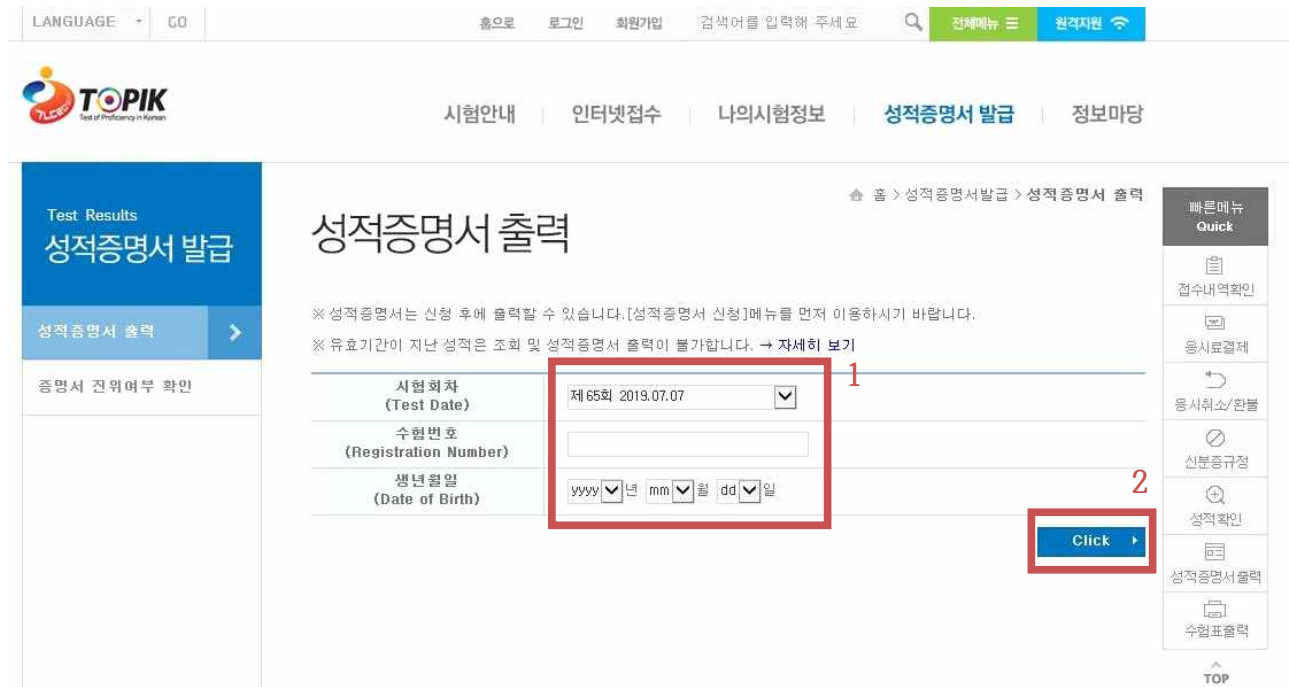 LANGUAGE GO 홈으로 로그인 회원가입 검색어를 입력해 주세요 전체메뉴 원격지원
TOPIK
Test of Proficiency in Korean
시험안내 인터넷접수 나의시험정보 성적증명서 발급 정보마당
홈 > 성적증명서발급 > 성적증명서 출력
Test Results
성적증명서 발급
성적증명서 출력
증명서 진위여부 확인
성적증명서 출력
※ 성적증명서는 신청 후에 출력할 수 있습니다.[성적증명서 신청]메뉴를 먼저 이용하시기 바랍니다.
※ 유효기간이 지난 성적은 조회 및 성적증명서 출력이 불가합니다. → 자세히 보기
1
시험회차
(Test Date)
제65회 2019.07.07
수험번호
(Registration Number)
생년월일
(Date of Birth)
yyyy 년 mm 월 dd 일
2
Click
빠른메뉴
Quick
접수내역확인
응시료결제
응시취소/환불
신분증규정
성적확인
성적증명서출력
수험표출력
TOP